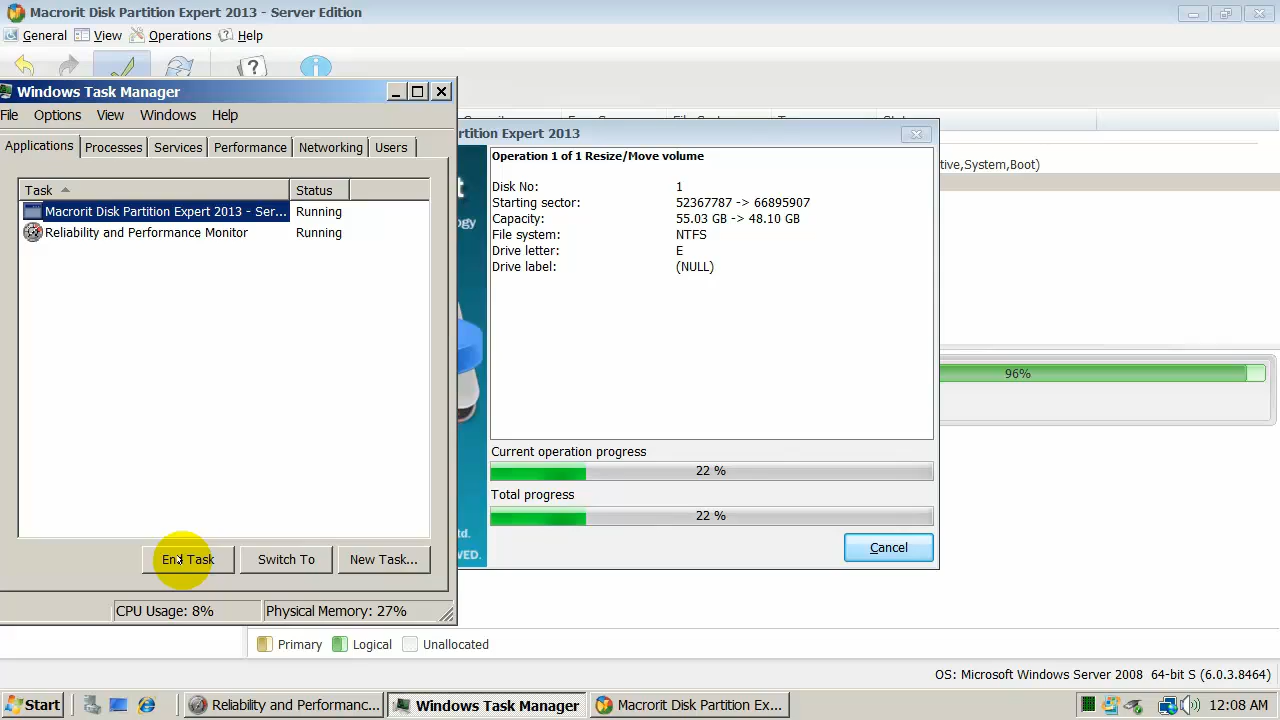 Macrorit Disk Partition Expert 2013 - Server Edition
General View Operations Help
Windows Task Manager
File Options View Windows Help
Applications Processes Services Performance Networking Users
Task Status
Macrorit Disk Partition Expert 2013 - Ser... Running
Reliability and Performance Monitor Running
End Task Switch To New Task...
CPU Usage: 8% Physical Memory: 27%
rtition Expert 2013
Operation 1 of 1 Resize/Move volume
Disk No: 1
Starting sector: 52367787 -> 66895907
Capacity: 55.03 GB -> 48.10 GB
File system: NTFS
Drive letter: E
Drive label: (NULL)
Current operation progress
22 %
Total progress
22 %
Cancel
gy
td.
VED.
tive,System,Boot)
96%
Primary Logical Unallocated
OS: Microsoft Windows Server 2008 64-bit S (6.0.3.8464)
Start Reliability and Performanc... Windows Task Manager Macrorit Disk Partition Ex... 12:08 AM